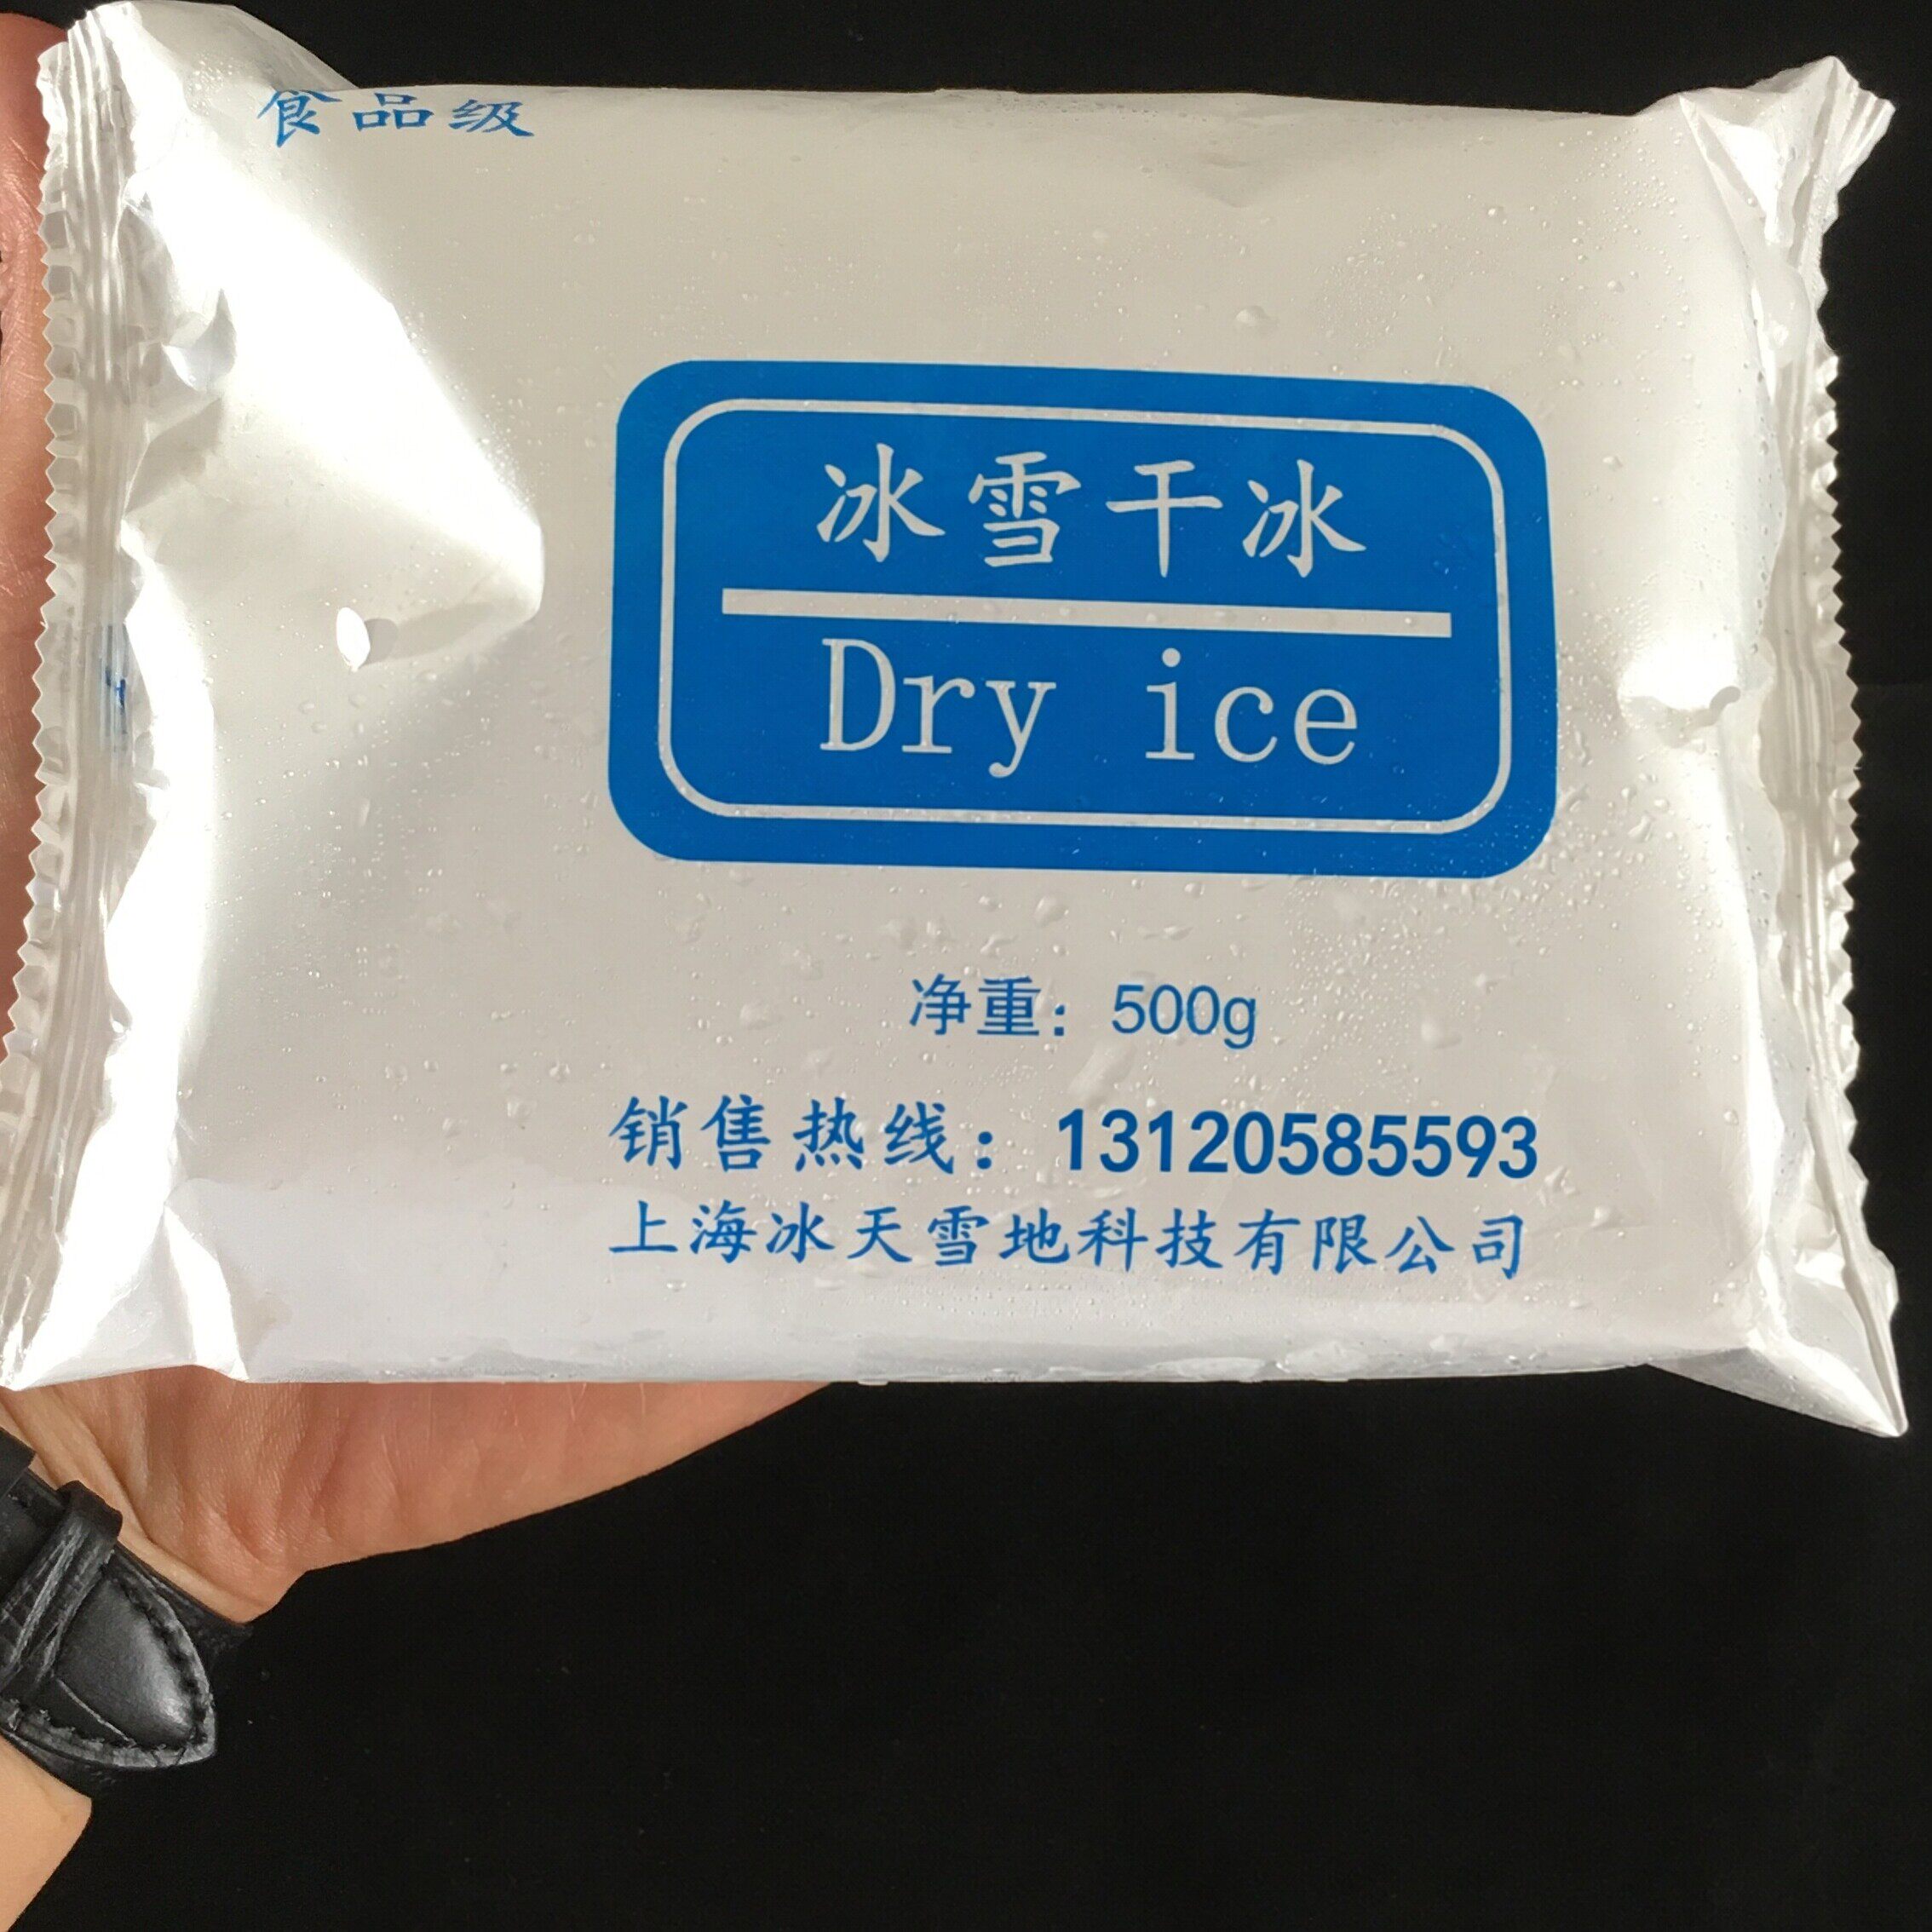 食品级
冰雪干冰
Dry ice
净重：500g
销售热线：13120585593
上海冰天雪地科技有限公司